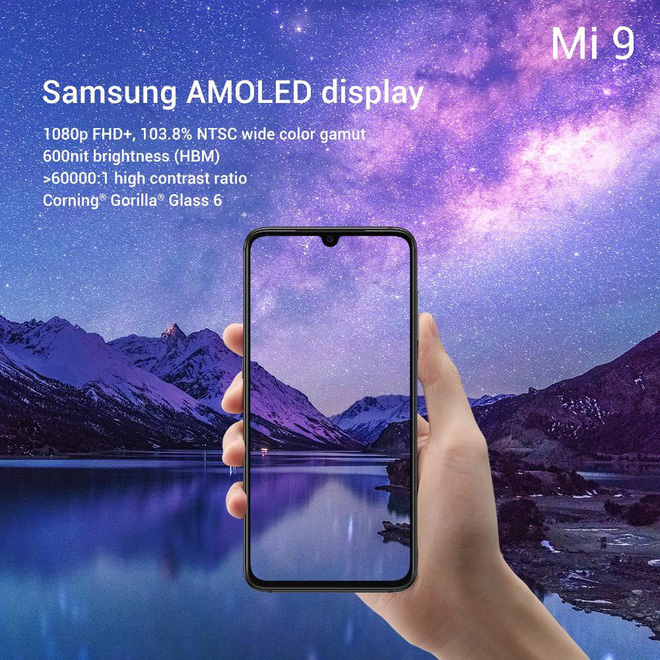 Mi 9
Samsung AMOLED display
1080p FHD+, 103.8% NTSC wide color gamut
600nit brightness (HBM)
>60000:1 high contrast ratio
Corning® Gorilla® Glass 6